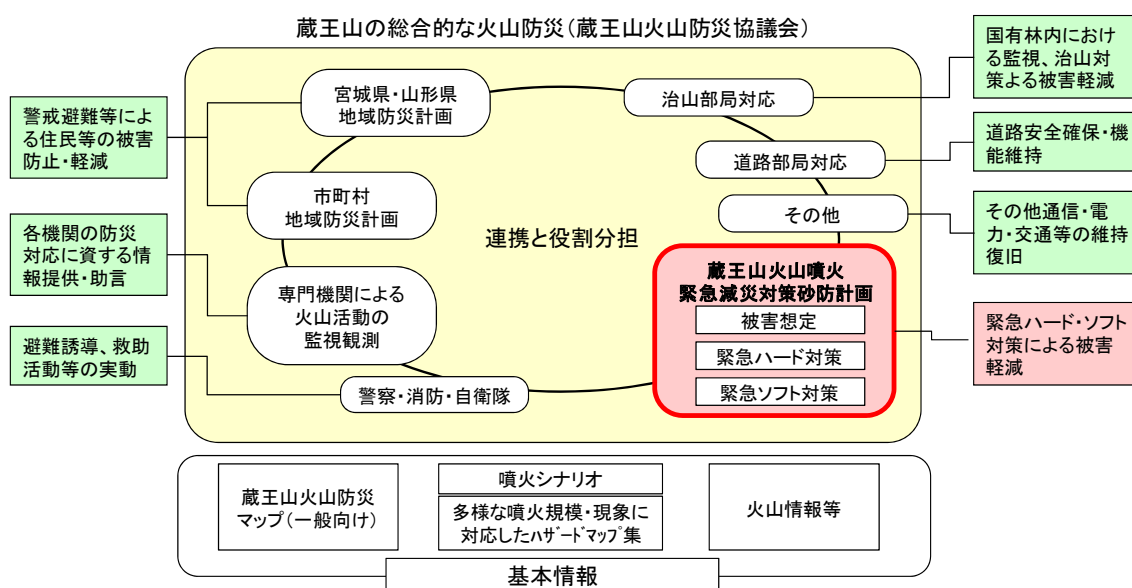 蔵王山の総合的な火山防災(蔵王山火山防災協議会)
国有林内におけ
る監視、治山対
策よる被害軽減
宮城県・山形県
地域防災計画
治山部局対応
警戒避難等によ
る住民等の被害
防止・軽減
道路安全確保・機
能維持
道路部局対応
市町村
地域防災計画
その他
その他通信・電
力・交通等の維持
復旧
各機関の防災
対応に資する情
報提供・助言
連携と役割分担
蔵王山火山噴火
緊急減災対策砂防計画
被害想定
緊急ハード対策
緊急ソフト対策
専門機関による
火山活動の
監視観測
緊急ハード・ソフト
対策による被害
軽減
避難誘導、救助
活動等の実動
警察・消防・自衛隊
蔵王山火山防災
マップ(一般向け)
噴火シナリオ
多様な噴火規模・現象に
対応したハザードマップ集
火山情報等
基本情報